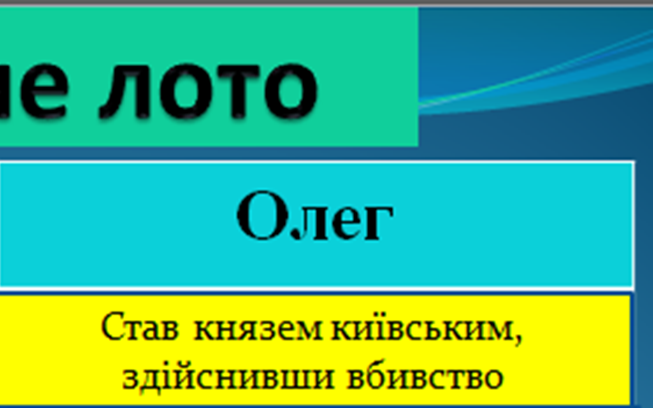 не лото
Олег
Став князем київським,
здійснивши вбивство